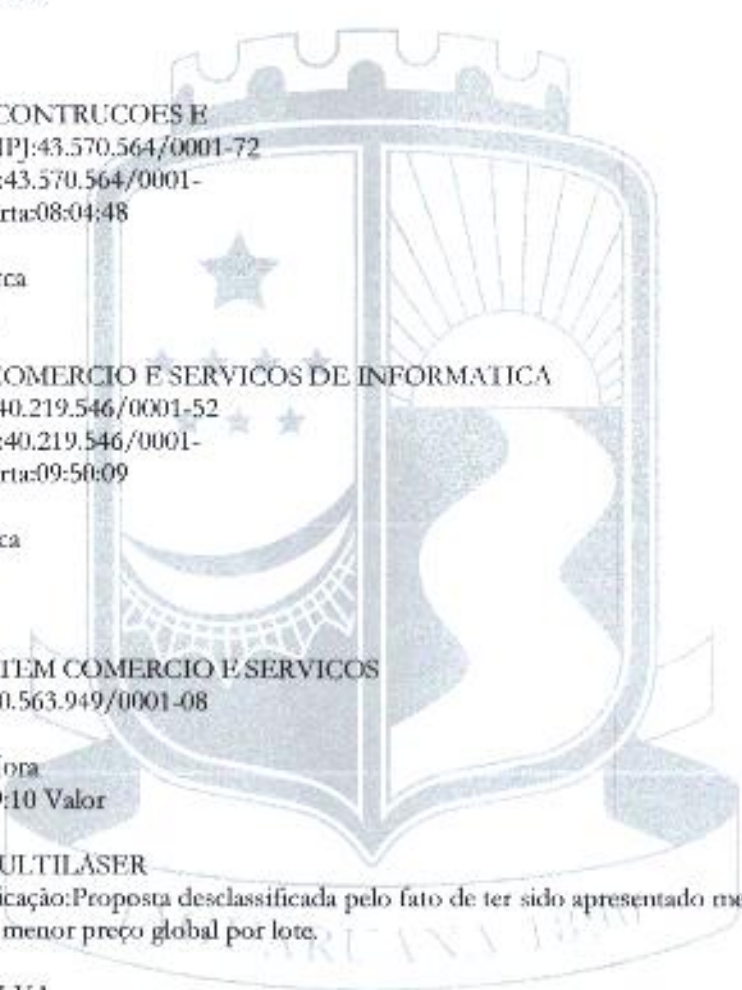 CONTRUCOES E
IPJ:43.570.564/0001-72
:43.570.564/0001-
rta:08:04:48
rca
COMERCIO E SERVICOS DE INFORMATICA
40.219.546/0001-52
:40.219.546/0001-
rta:09:50:09
ca
TEM COMERCIO E SERVICOS
0.563.949/0001-08
lora
9:10 Valor
ULTILASER
icação:Proposta desclassificada pelo fato de ter sido apresentado me
menor preço global por lote.